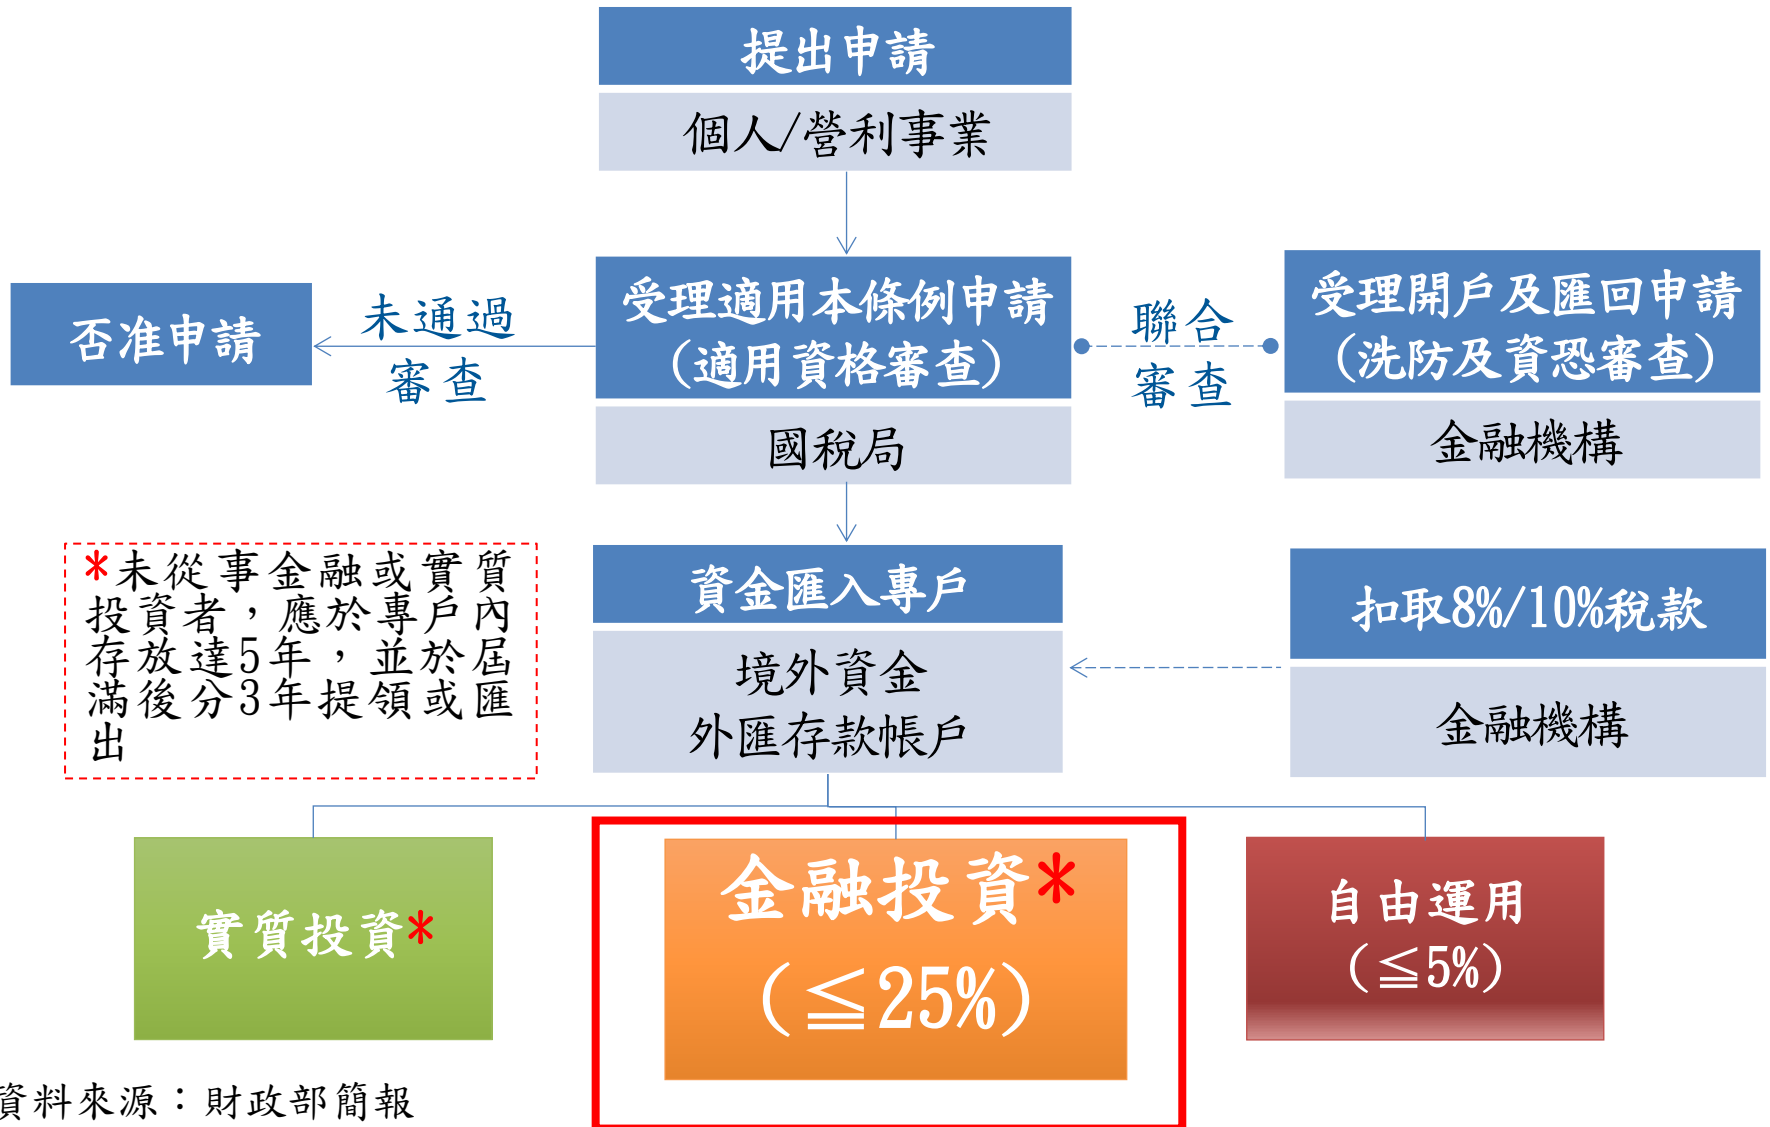 提出申請
個人/營利事業
受理適用本條例申請
(適用資格審查)
國稅局
未通過
審查
否准申請
聯合
審查
受理開戶及匯回申請
(洗防及資恐審查)
金融機構
*未從事金融或實質
投資者，應於專戶內
存放達5年，並於屆
滿後分3年提領或匯
出
資金匯入專戶
境外資金
外匯存款帳戶
扣取8%/10%稅款
金融機構
實質投資*
金融投資*
(≦25%)
自由運用
(≦5%)
資料來源：財政部簡報